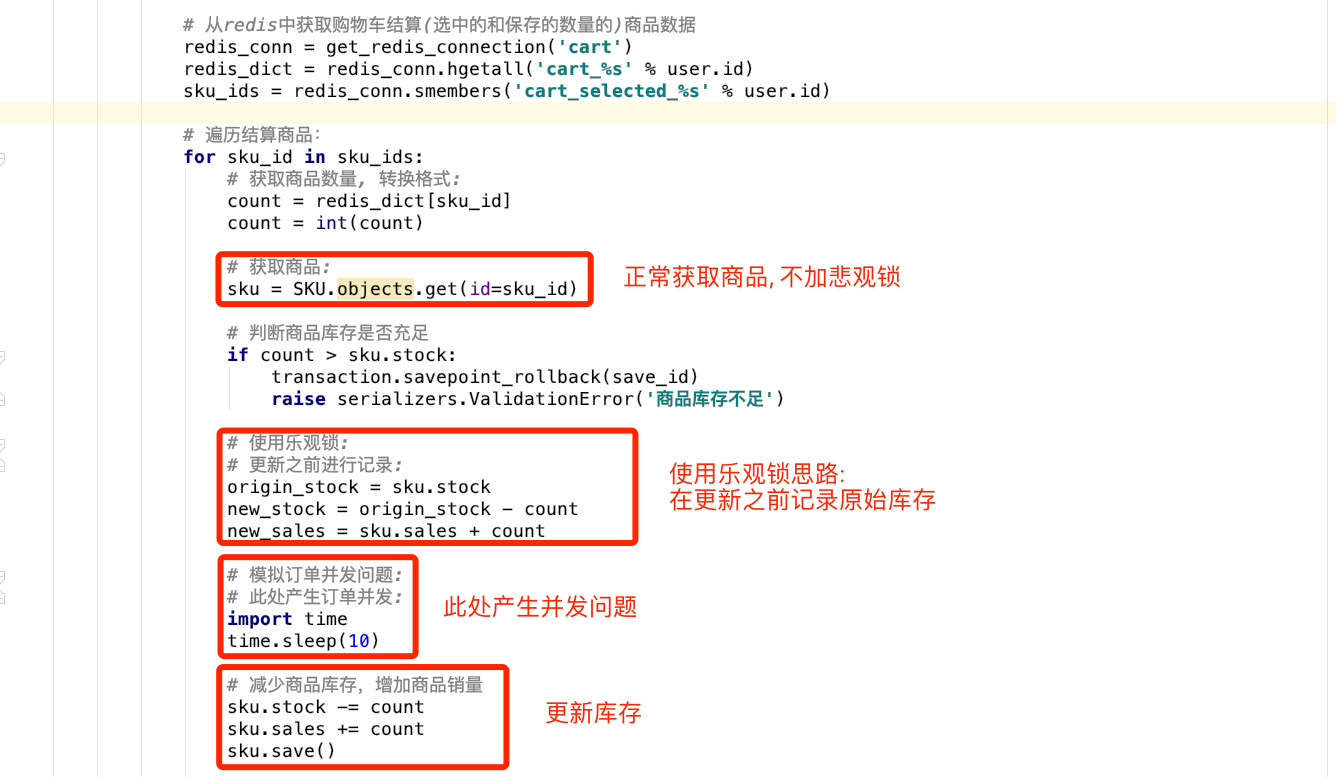 # 从redis中获取购物车结算(选中的和保存的数量的)商品数据
redis_conn = get_redis_connection('cart')
redis_dict = redis_conn.hgetall('cart_%s' % user.id)
sku_ids = redis_conn.smembers('cart_selected_%s' % user.id)
# 遍历结算商品:
for sku_id in sku_ids:
# 获取商品数量, 转换格式:
count = redis_dict[sku_id]
count = int(count)
# 获取商品:
sku = SKU.objects.get(id=sku_id)
正常获取商品, 不加悲观锁
# 判断商品库存是否充足
if count > sku.stock:
transaction.savepoint_rollback(save_id)
raise serializers.ValidationError('商品库存不足')
# 使用乐观锁:
# 更新之前进行记录:
origin_stock = sku.stock
new_stock = origin_stock - count
new_sales = sku.sales + count
使用乐观锁思路:
在更新之前记录原始库存
# 模拟订单并发问题:
# 此处产生订单并发:
import time
time.sleep(10)
此处产生并发问题
# 减少商品库存, 增加商品销量
sku.stock -= count
sku.sales += count
sku.save()
更新库存